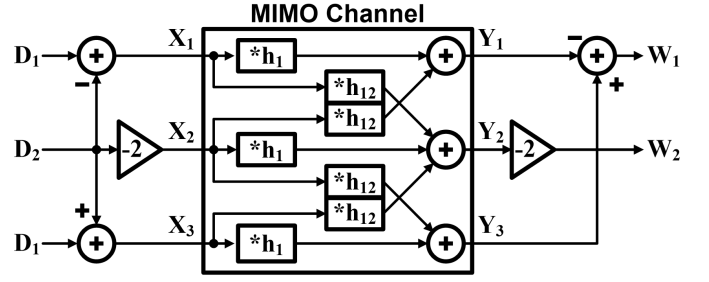 MIMO Channel
D₁ + X₁ *h₁ + Y₁ − + W₁
− *h₁₂ +
*h₁₂
D₂ -2 X₂ *h₁ + Y₂ -2 W₂
*h₁₂
+ *h₁₂
D₁ + X₃ *h₁ + Y₃